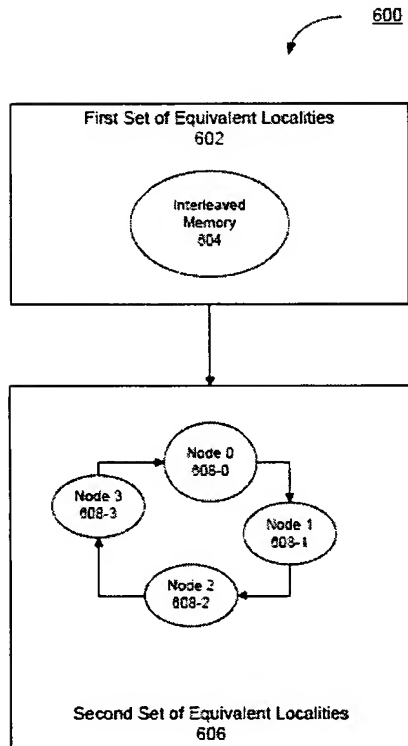 600
First Set of Equivalent Localities
602
Interleaved
Memory
604
Node 0
608-0
Node 3
608-3
Node 1
608-1
Node 2
608-2
Second Set of Equivalent Localities
606